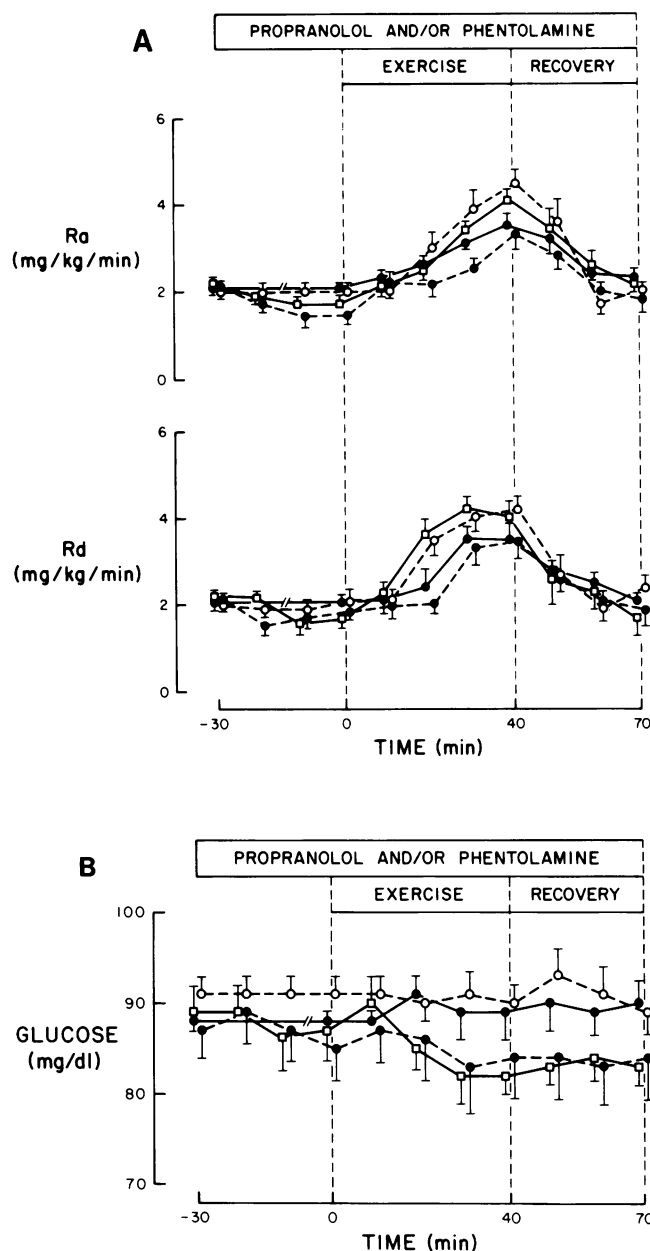 A
PROPRANOLOL AND/OR PHENTOLAMINE
EXERCISE RECOVERY
6
4
Ra
(mg/kg/min)
2
0
6
4
Rd
(mg/kg/min)
2
0
-30 0 40 70
TIME (min)
B
PROPRANOLOL AND/OR PHENTOLAMINE
EXERCISE RECOVERY
100
90
GLUCOSE
(mg/dl)
80
70
-30 0 40 70
TIME (min)